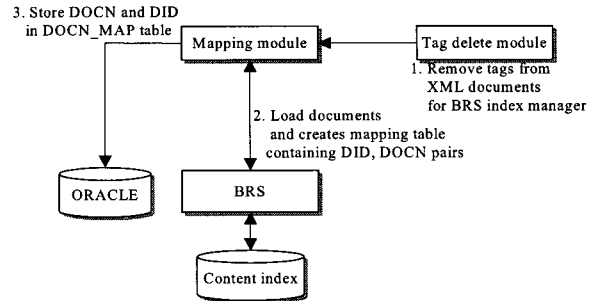 3. Store DOCN and DID
in DOCN_MAP table
Mapping module
Tag delete module
1. Remove tags from
XML documents
for BRS index manager
2. Load documents
and creates mapping table
containing DID, DOCN pairs
ORACLE
BRS
Content index